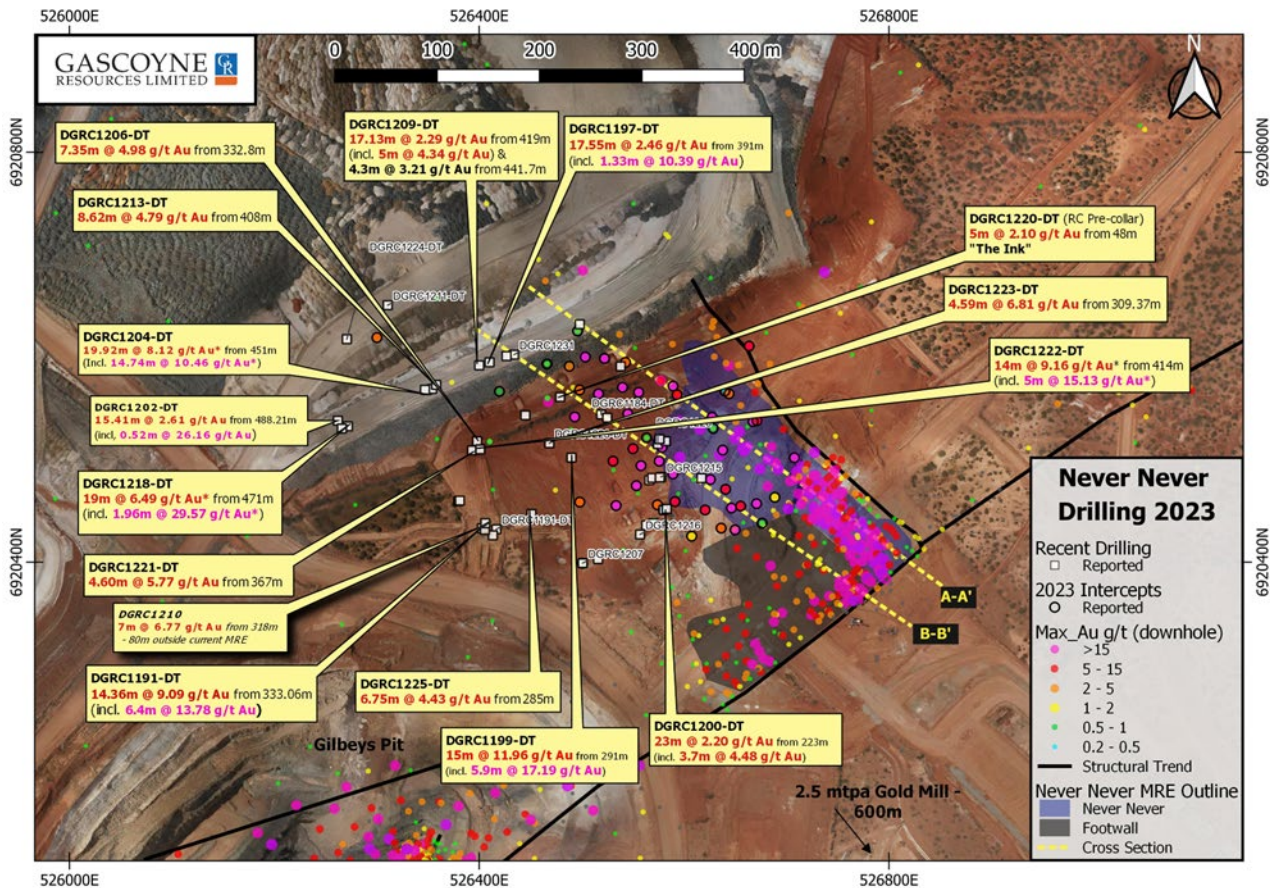 526000E
526400E
526800E
GASCOYNE
RESOURCES LIMITED
GR
0 100 200 300 400 m
N
6920800N
6920800N
6920400N
6920400N
DGRC1206-DT
7.35m @ 4.98 g/t Au from 332.8m
DGRC1209-DT
17.13m @ 2.29 g/t Au from 419m
(incl. 5m @ 4.34 g/t Au) &
4.3m @ 3.21 g/t Au from 441.7m
DGRC1197-DT
17.55m @ 2.46 g/t Au from 391m
(incl. 1.33m @ 10.39 g/t Au)
DGRC1213-DT
8.62m @ 4.79 g/t Au from 408m
DGRC1220-DT (RC Pre-collar)
5m @ 2.10 g/t Au from 48m
"The Ink"
DGRC1224-DT
DGRC1223-DT
4.59m @ 6.81 g/t Au from 309.37m
DGRC1211-DT
DGRC1204-DT
19.92m @ 8.12 g/t Au* from 451m
(Incl. 14.74m @ 10.46 g/t Au*)
DGRC1231
DGRC1222-DT
14m @ 9.16 g/t Au* from 414m
(incl. 5m @ 15.13 g/t Au*)
DGRC1202-DT
15.41m @ 2.61 g/t Au from 488.21m
(incl, 0.52m @ 26.16 g/t Au)
DGRC1184-DT
DGRC1215
DGRC1218-DT
19m @ 6.49 g/t Au* from 471m
(incl. 1.96m @ 29.57 g/t Au*)
DGRC1191-DT
DGRC1216
DGRC1207
DGRC1221-DT
4.60m @ 5.77 g/t Au from 367m
DGRC1210
7m @ 6.77 g/t Au from 318m
- 80m outside current MRE
A-A'
B-B'
DGRC1191-DT
14.36m @ 9.09 g/t Au from 333.06m
(incl. 6.4m @ 13.78 g/t Au)
DGRC1225-DT
6.75m @ 4.43 g/t Au from 285m
DGRC1199-DT
15m @ 11.96 g/t Au from 291m
(incl. 5.9m @ 17.19 g/t Au)
DGRC1200-DT
23m @ 2.20 g/t Au from 223m
(incl. 3.7m @ 4.48 g/t Au)
Gilbeys Pit
2.5 mtpa Gold Mill -
600m
Never Never
Drilling 2023
Recent Drilling
Reported
2023 Intercepts
Reported
Max_Au g/t (downhole)
>15
5 - 15
2 - 5
1 - 2
0.5 - 1
0.2 - 0.5
Structural Trend
Never Never MRE Outline
Never Never
Footwall
Cross Section
526000E
526400E
526800E